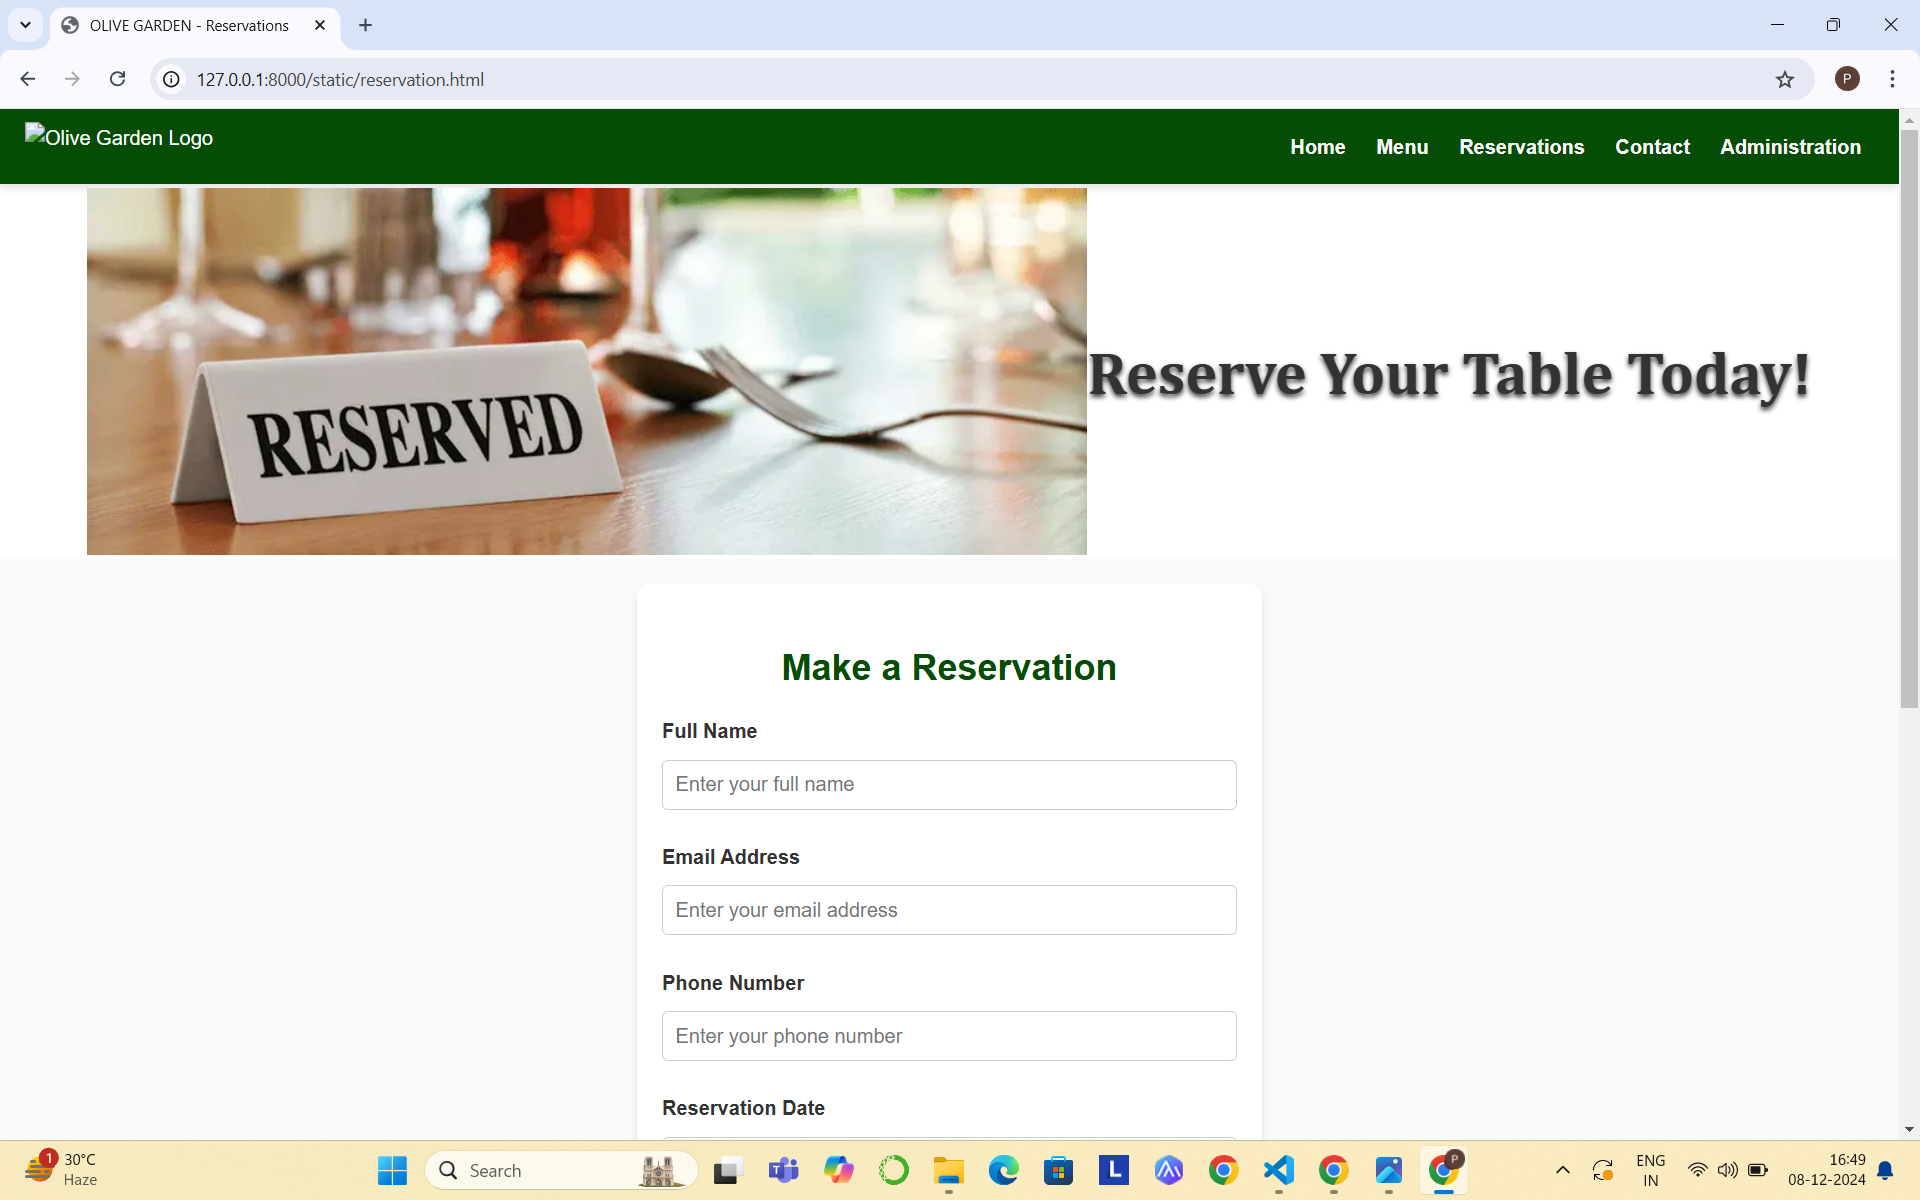 OLIVE GARDEN - Reservations
127.0.0.1:8000/static/reservation.html
P
Olive Garden Logo
Home Menu Reservations Contact Administration
RESERVED
Reserve Your Table Today!
Make a Reservation
Full Name
Enter your full name
Email Address
Enter your email address
Phone Number
Enter your phone number
Reservation Date
1
30°C
Haze
Search
T
L
P
ENG
IN
16:49
08-12-2024